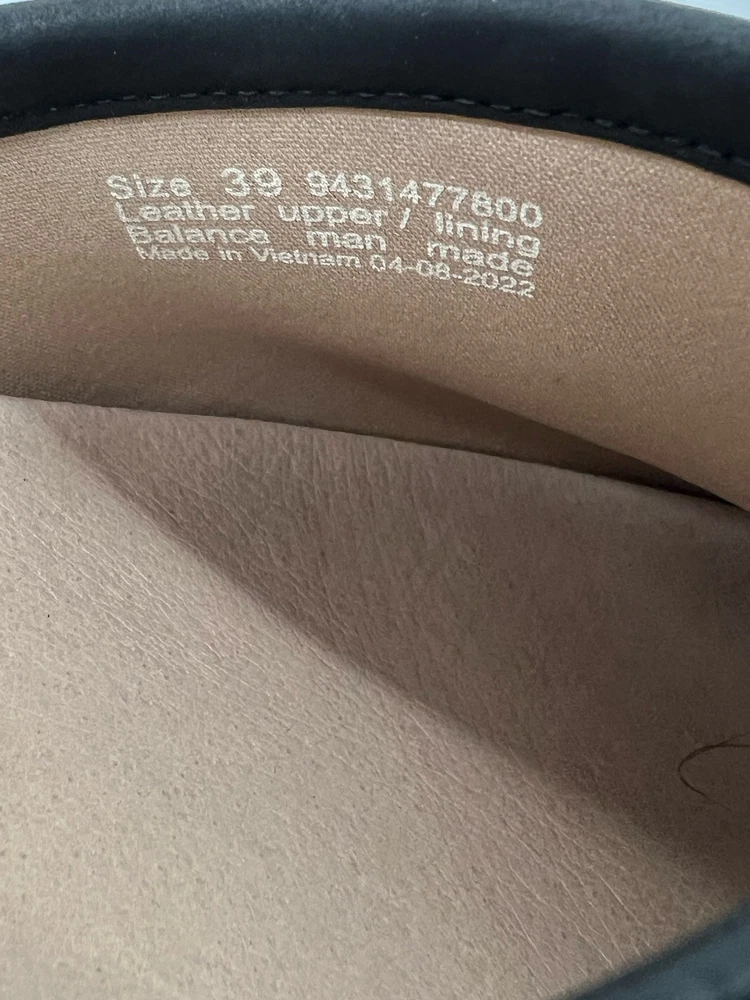 Size 39 9431477800
Leather upper / lining
Balance man made
Made in Vietnam 04-08-2022